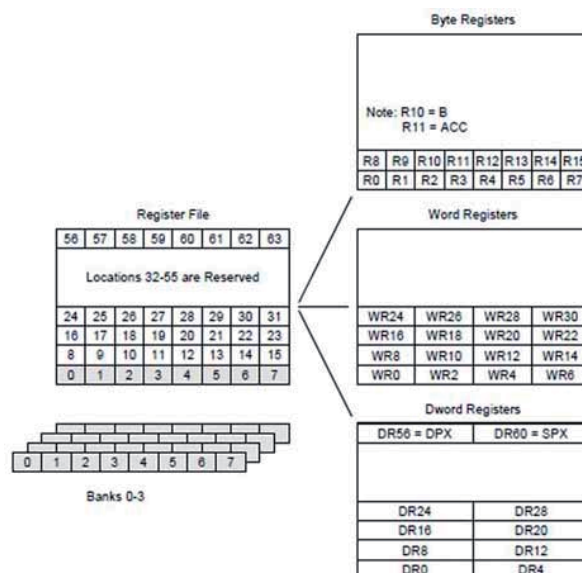 Byte Registers
Note: R10 = B
R11 = ACC
R8 R9 R10 R11 R12 R13 R14 R15
R0 R1 R2 R3 R4 R5 R6 R7
Register File
56 57 58 59 60 61 62 63
Locations 32-55 are Reserved
24 25 26 27 28 29 30 31
16 17 18 19 20 21 22 23
8 9 10 11 12 13 14 15
0 1 2 3 4 5 6 7
Word Registers
WR24 WR26 WR28 WR30
WR16 WR18 WR20 WR22
WR8 WR10 WR12 WR14
WR0 WR2 WR4 WR6
0 1 2 3 4 5 6 7
Banks 0-3
Dword Registers
DR56 = DPX DR60 = SPX
DR24 DR28
DR16 DR20
DR8 DR12
DR0 DR4